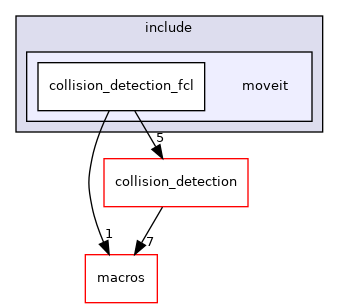 include
collision_detection_fcl
moveit
5
collision_detection
1
7
macros